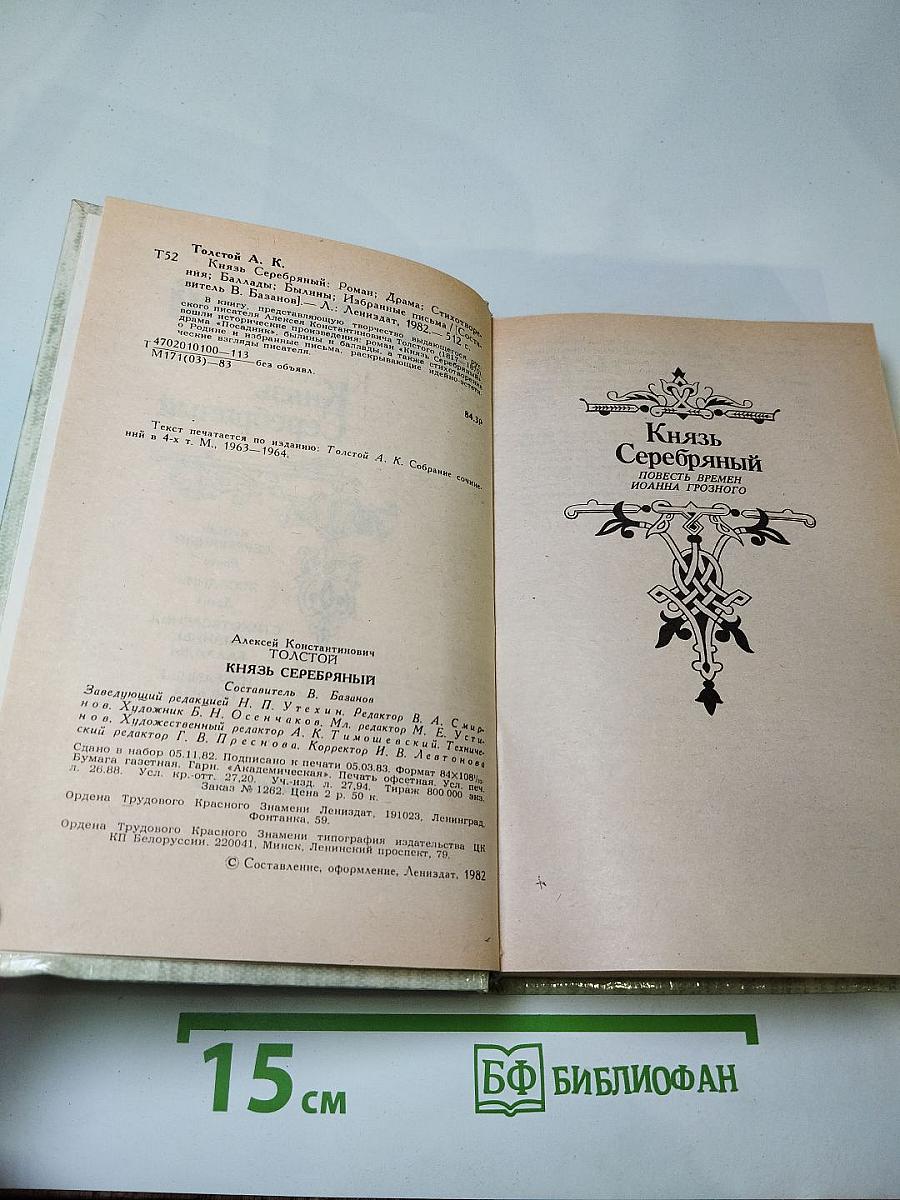 Толстой А. К.
Т52 Князь Серебряный: Роман; Драма; Стихотворе-
ния; Баллады; Былины; Избранные письма / [Соста-
витель В. Базанов].— Л.: Лениздат, 1982.— 512 с.
В книгу, представляющую творчество выдающегося рус-
ского писателя Алексея Константиновича Толстого (1817—1875),
вошли исторические произведения: роман «Князь Серебряный»,
драма «Посадник», былины и баллады, а также стихотворения
о Родине и избранные письма, раскрывающие идейно-эстети-
ческие взгляды писателя.
Т 4702010100—113
М171(03)—83 —без объявл.
84.3р
Текст печатается по изданию: Толстой А. К. Собрание сочине-
ний в 4-х т. М., 1963—1964.
Алексей Константинович
ТОЛСТОЙ
КНЯЗЬ СЕРЕБРЯНЫЙ
Составитель В. Базанов
Заведующий редакцией Н. П. Утехин. Редактор В. А. Смир-
нов. Художник Б. Н. Осенчаков. Мл. редактор М. Е. Усти-
нов. Художественный редактор А. К. Тимошевский. Техниче-
ский редактор Г. В. Преснова. Корректор И. В. Левтонова
Сдано в набор 05.11.82. Подписано к печати 05.03.83. Формат 84×108¹/₃₂.
Бумага газетная. Гарн. «Академическая». Печать офсетная. Усл. печ.
л. 26.88. Усл. кр.-отт. 27,20. Уч.-изд. л. 27,94. Тираж 800 000 экз.
Заказ № 1262. Цена 2 р. 50 к.
Ордена Трудового Красного Знамени Лениздат, 191023, Ленинград,
Фонтанка, 59.
Ордена Трудового Красного Знамени типография издательства ЦК
КП Белоруссии. 220041, Минск, Ленинский проспект, 79.
© Составление, оформление, Лениздат, 1982
Князь
Серебряный
ПОВЕСТЬ ВРЕМЕН
ИОАННА ГРОЗНОГО
15 см
БФ БИБЛИОФАН